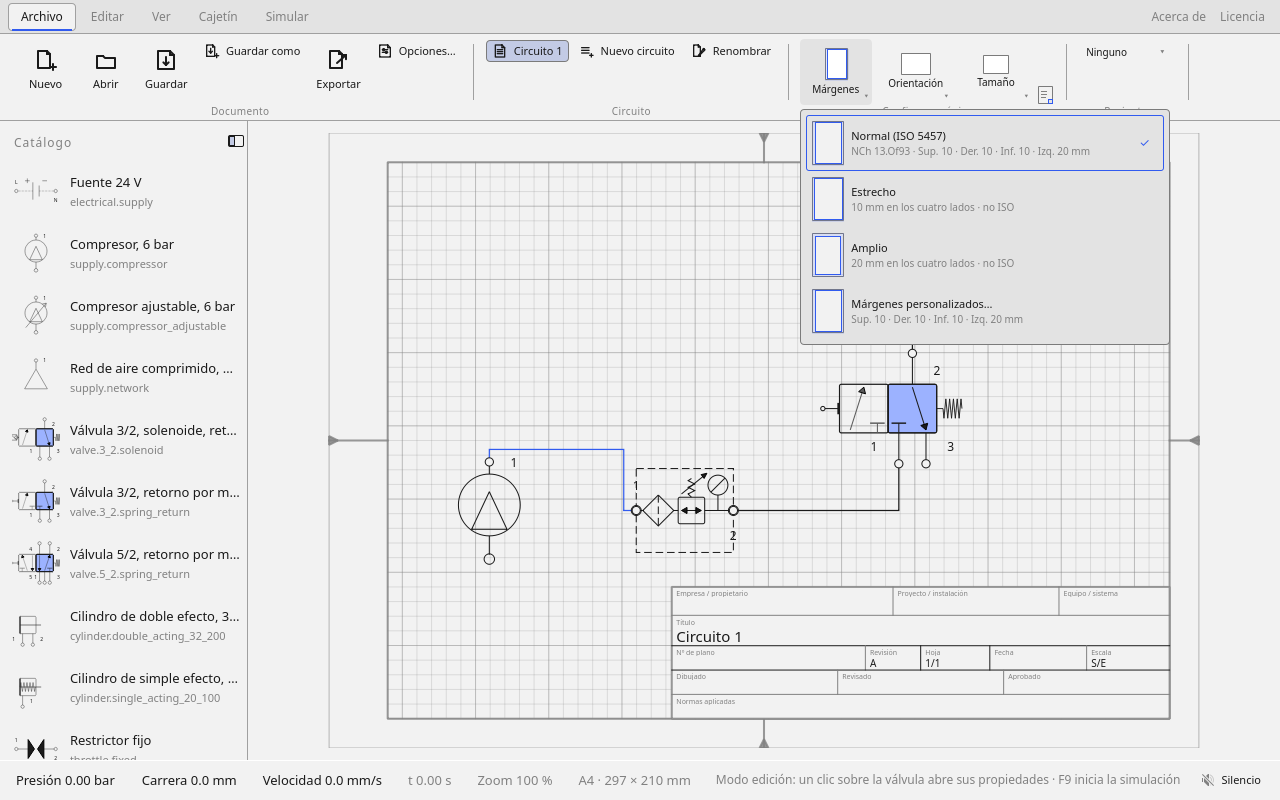 Archivo Editar Ver Cajetín Simular Acerca de Licencia
Nuevo Abrir Guardar Guardar como Exportar Opciones...
Documento
Circuito 1 Nuevo circuito Renombrar
Circuito
Márgenes Orientación Tamaño
Ninguno
Catálogo
Fuente 24 V
electrical.supply
Compresor, 6 bar
supply.compressor
Compresor ajustable, 6 bar
supply.compressor_adjustable
Red de aire comprimido, ...
supply.network
Válvula 3/2, solenoide, ret...
valve.3_2.solenoid
Válvula 3/2, retorno por m...
valve.3_2.spring_return
Válvula 5/2, retorno por m...
valve.5_2.spring_return
Cilindro de doble efecto, 3...
cylinder.double_acting_32_200
Cilindro de simple efecto, ...
cylinder.single_acting_20_100
Restrictor fijo
Normal (ISO 5457)
NCh 13.Of93 · Sup. 10 · Der. 10 · Inf. 10 · Izq. 20 mm
Estrecho
10 mm en los cuatro lados · no ISO
Amplio
20 mm en los cuatro lados · no ISO
Márgenes personalizados...
Sup. 10 · Der. 10 · Inf. 10 · Izq. 20 mm
2
1 3
1
1
2
Empresa / propietario Proyecto / instalación Equipo / sistema
Título
Circuito 1
Nº de plano Revisión Hoja Fecha Escala
A 1/1 S/E
Dibujado Revisado Aprobado
Normas aplicadas
Presión 0.00 bar Carrera 0.0 mm Velocidad 0.0 mm/s t 0.00 s Zoom 100 % A4 · 297 × 210 mm Modo edición: un clic sobre la válvula abre sus propiedades · F9 inicia la simulación Silencio